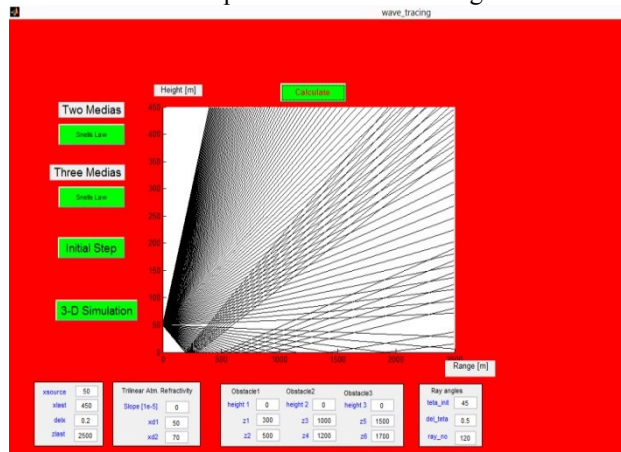 wave_tracing
Height [m]
Calculate
Two Medias
Snells Law
Three Medias
Snells Law
Initial Step
3-D Simulation
450
400
350
300
250
200
150
100
50
0
0
500
1000
1500
2000
Range [m]
xsource 50
xlast 450
delx 0.2
zlast 2500
Trilinear Atm. Refractivity
Slope [1e-5] 0
xd1 50
xd2 70
Obstacle1 Obstacle2 Obstacle3
height 1 0 height 2 0 height 3 0
z1 300 z3 1000 z5 1500
z2 500 z4 1200 z6 1700
Ray angles
teta_init 45
del_teta 0.5
ray_no 120